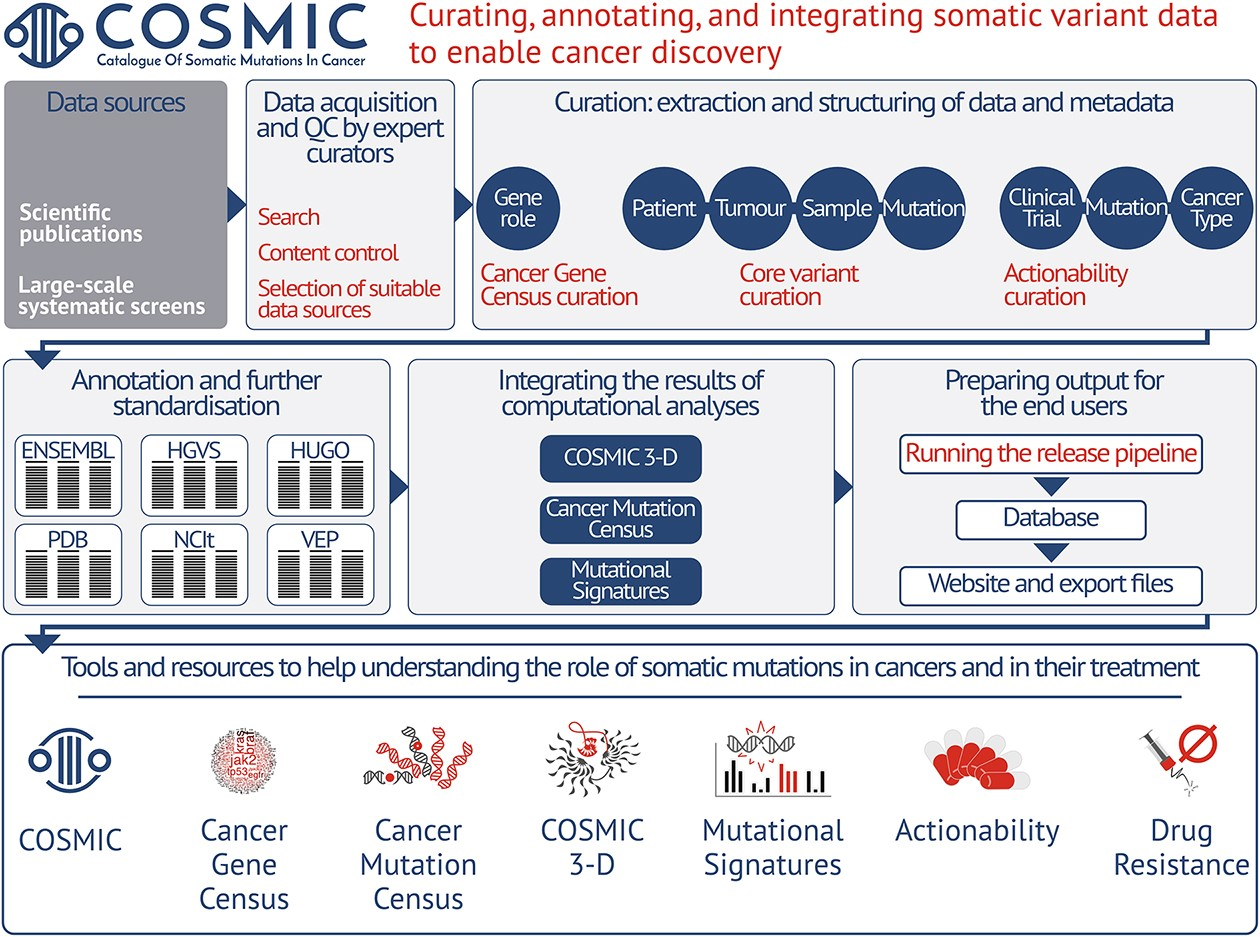 COSMIC
Catalogue Of Somatic Mutations In Cancer
Curating, annotating, and integrating somatic variant data
to enable cancer discovery
Data sources
Scientific
publications
Large-scale
systematic screens
Data acquisition
and QC by expert
curators
Search
Content control
Selection of suitable
data sources
Curation: extraction and structuring of data and metadata
Gene
role
Patient
Tumour
Sample
Mutation
Clinical
Trial
Mutation
Cancer
Type
Cancer Gene
Census curation
Core variant
curation
Actionability
curation
Annotation and further
standardisation
ENSEMBL
HGVS
HUGO
PDB
NCIt
VEP
Integrating the results of
computational analyses
COSMIC 3-D
Cancer Mutation
Census
Mutational
Signatures
Preparing output for
the end users
Running the release pipeline
Database
Website and export files
Tools and resources to help understanding the role of somatic mutations in cancers and in their treatment
kras
braf
jak2
tp53
egfr
COSMIC
Cancer
Gene
Census
Cancer
Mutation
Census
COSMIC
3-D
Mutational
Signatures
Actionability
Drug
Resistance